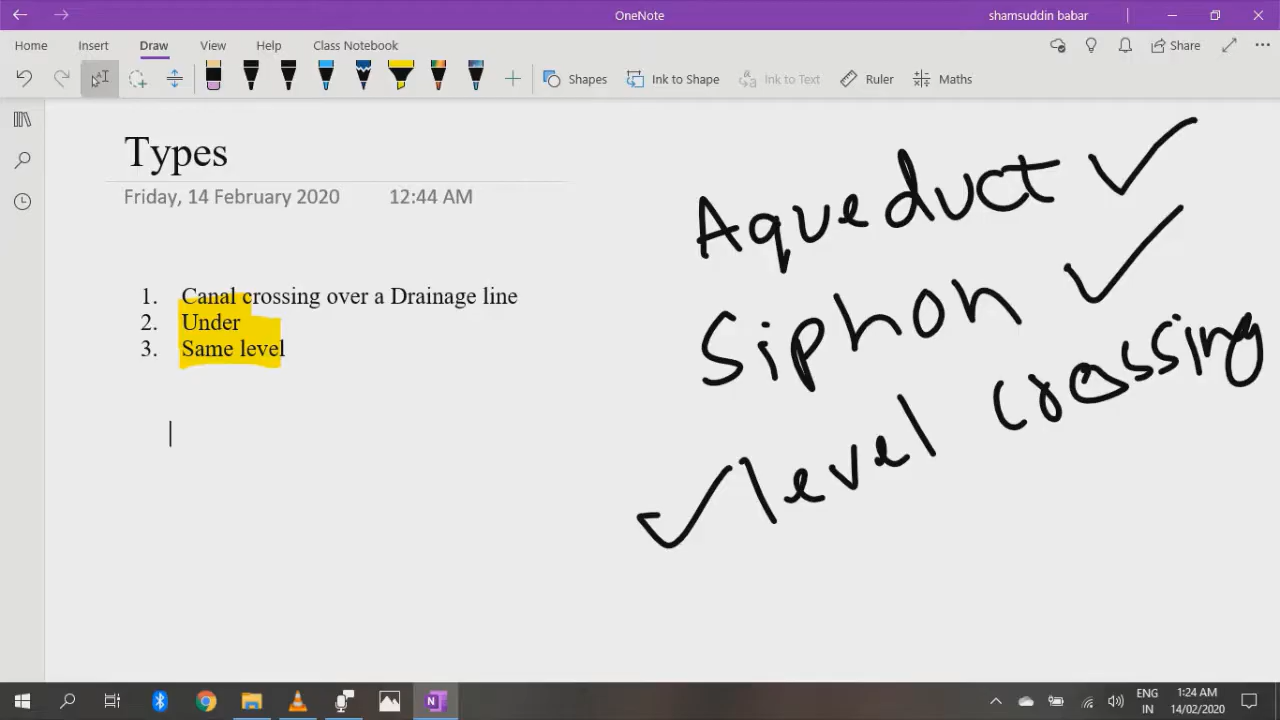 OneNote
shamsuddin babar
Home Insert Draw View Help Class Notebook
Share
Shapes Ink to Shape Ink to Text Ruler Maths
Types
Friday, 14 February 2020 12:44 AM
1. Canal crossing over a Drainage line
2. Under
3. Same level
Aqueduct
Siphon
level crossing
ENG
IN
1:24 AM
14/02/2020